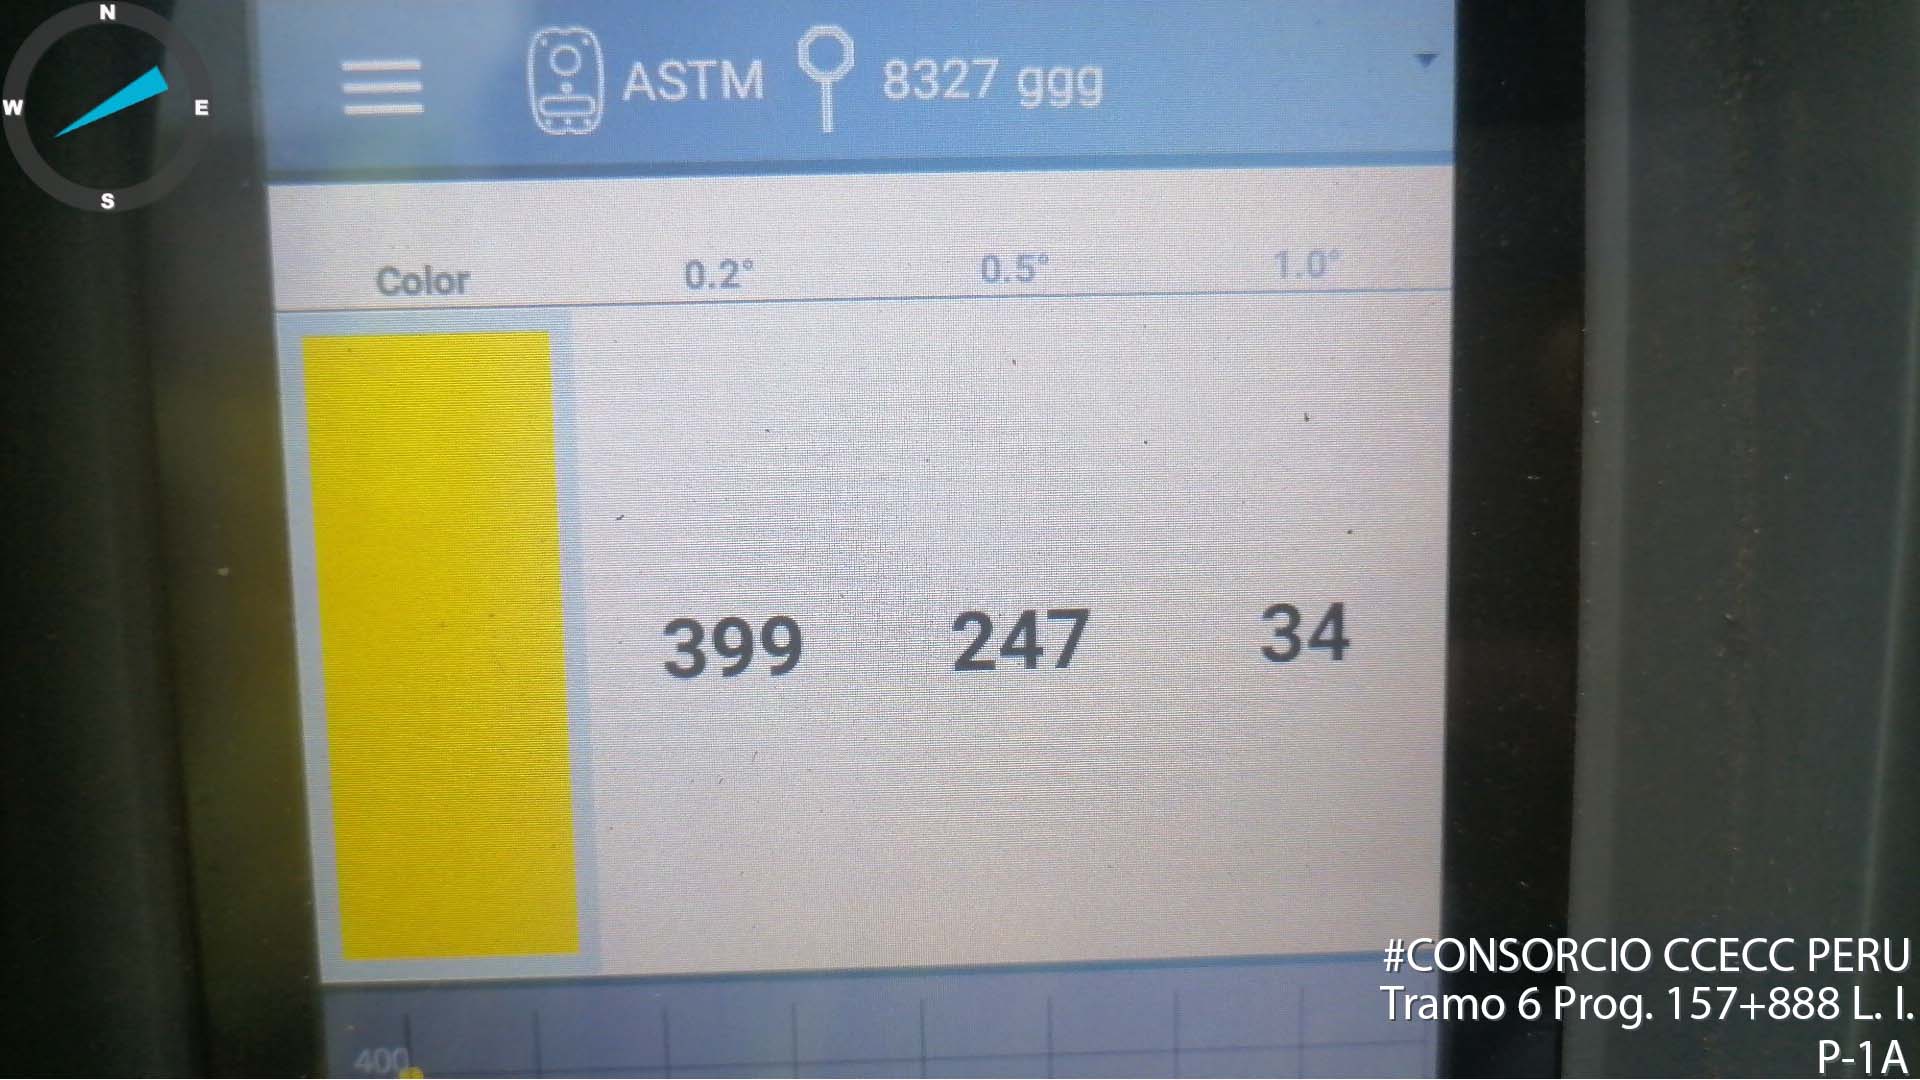 N
W E
S
ASTM 8327 ggg
Color 0.2° 0.5° 1.0°
399 247 34
400
#CONSORCIO CCECC PERU
Tramo 6 Prog. 157+888 L. I.
P-1A